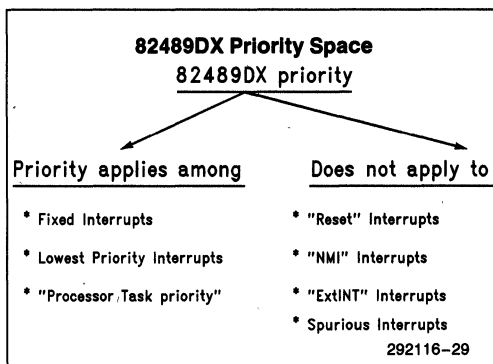 82489DX Priority Space
82489DX priority
Priority applies among
* Fixed Interrupts
* Lowest Priority Interrupts
* "Processor Task priority"
Does not apply to
* "Reset" Interrupts
* "NMI" Interrupts
* "ExtINT" Interrupts
* Spurious Interrupts
292116-29